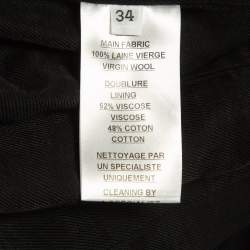 34
MAIN FABRIC
100% LAINE VIERGE
VIRGIN WOOL
DOUBLURE
LINING
52% VISCOSE
VISCOSE
48% COTON
COTTON
NETTOYAGE PAR
UN SPECIALISTE
UNIQUEMENT
CLEANING BY
SPECIALIST